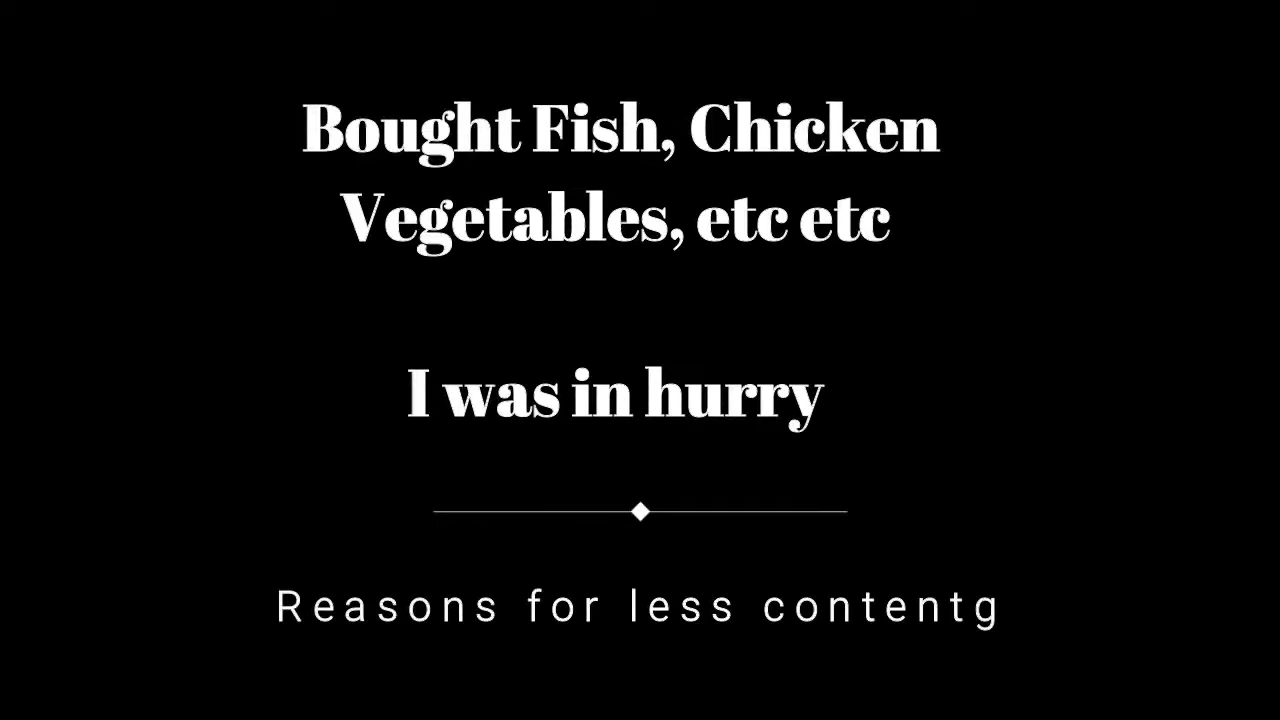 Bought Fish, Chicken
Vegetables, etc etc
I was in hurry
Reasons for less contentg